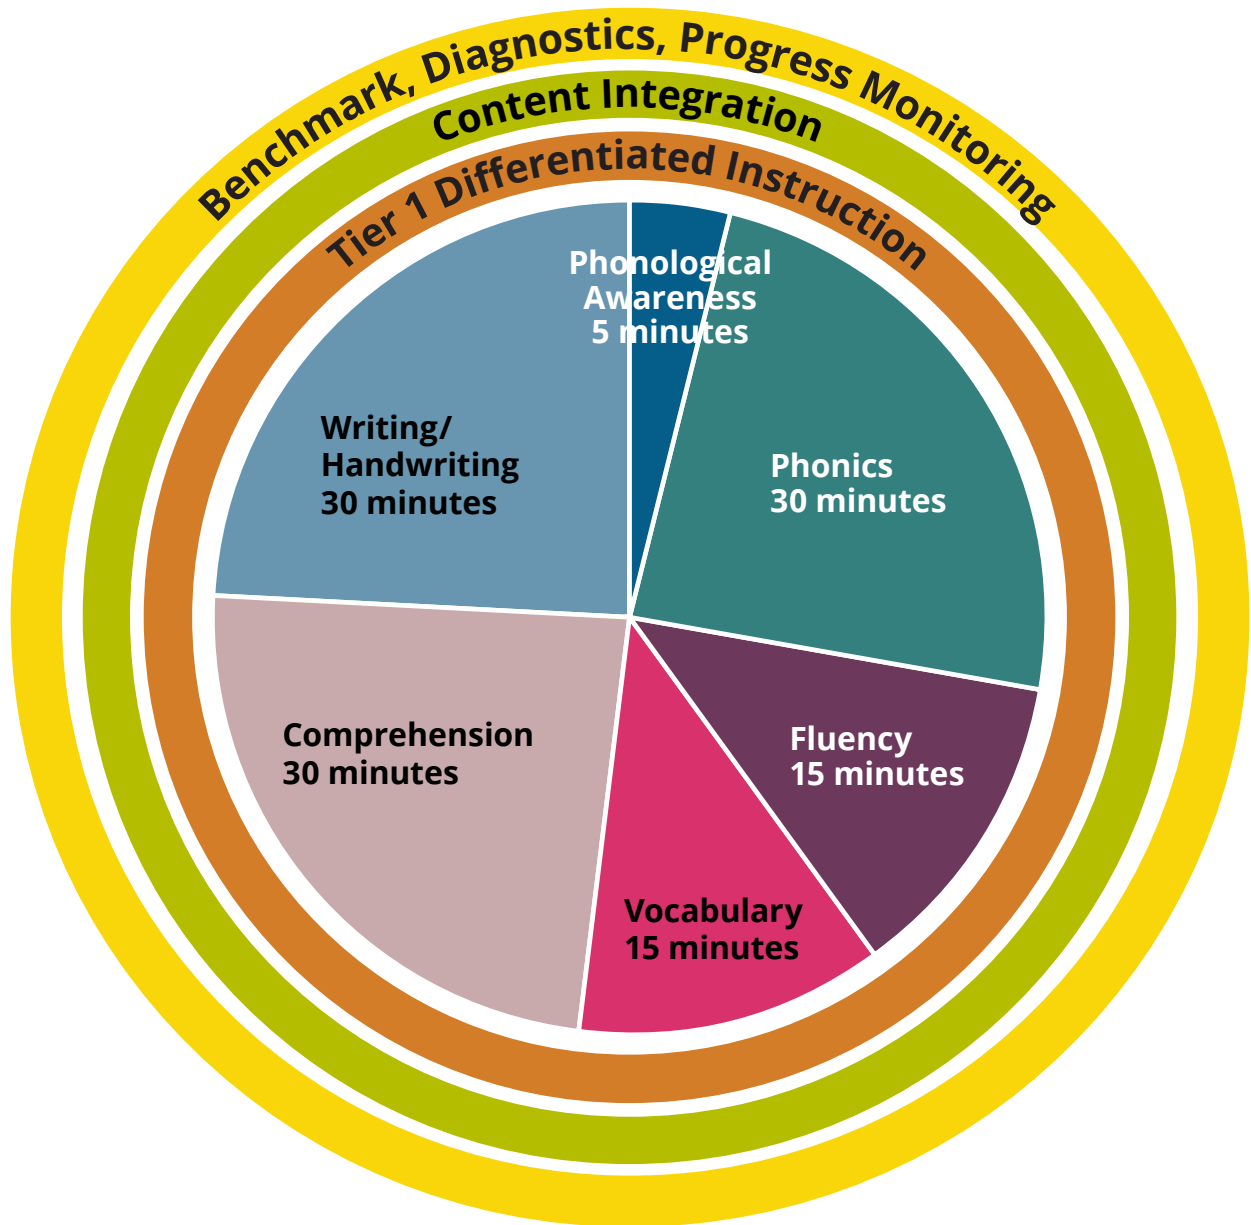 Benchmark, Diagnostics, Progress Monitoring
Content Integration
Tier 1 Differentiated Instruction
Phonological
Awareness
5 minutes
Phonics
30 minutes
Fluency
15 minutes
Vocabulary
15 minutes
Comprehension
30 minutes
Writing/
Handwriting
30 minutes